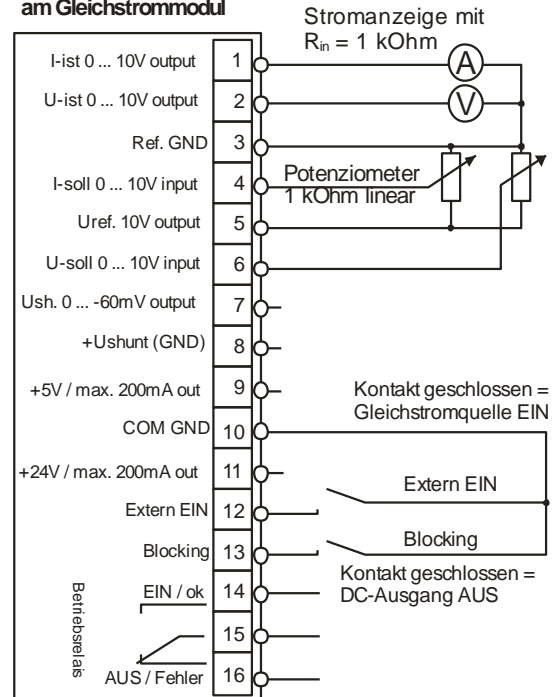 am Gleichstrommodul
Stromanzeige mit
Rin = 1 kOhm
I-ist 0 ... 10V output 1
A
U-ist 0 ... 10V output 2
V
Ref. GND 3
I-soll 0 ... 10V input 4
Potenziometer
1 kOhm linear
Uref. 10V output 5
U-soll 0 ... 10V input 6
Ush. 0 ... -60mV output 7
+Ushunt (GND) 8
+5V / max. 200mA out 9
Kontakt geschlossen =
Gleichstromquelle EIN
COM GND 10
+24V / max. 200mA out 11
Extern EIN 12
Extern EIN
Blocking 13
Blocking
Kontakt geschlossen =
DC-Ausgang AUS
Betriebsrelais
EIN / ok 14
15
AUS / Fehler 16